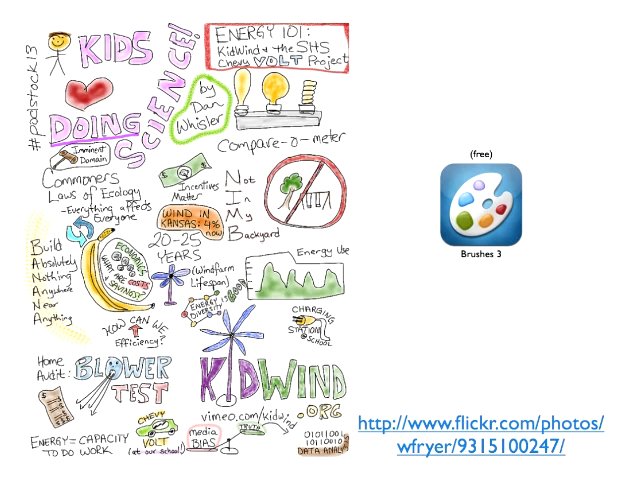 #podstock13
KIDS
DOING
SCIENCE!
by
Dan
Whisler
ENERGY 101:
KidWind & the SHS
Chevy VOLT Project
Compare-o-meter
Imminent
Domain
Commoners
Laws of Ecology
-Everything affects
Everyone
Incentives
Matter
WIND IN
KANSAS: 4%
now
Not
In
My
Backyard
20-25
YEARS
(Windfarm
Lifespan)
Build
Absolutely
Nothing
Anywhere
Near
Anything
ECONOMICS
WHAT ARE
COSTS
& SAVINGS?
Energy Use
ENERGY IS
DIVERSITY
HOW CAN WE
Efficiency?
CHARGING
STATION
@ SCHOOL
Home
Audit:
BLOWER
TEST
KIDWIND
.ORG
vimeo.com/kidwind
ENERGY = CAPACITY
TO DO WORK
CHEVY
VOLT
(at our school!)
media
BIAS
TRUTH
01011001
10110010
DATA ANALYSIS
(free)
Brushes 3
http://www.flickr.com/photos/
wfryer/9315100247/